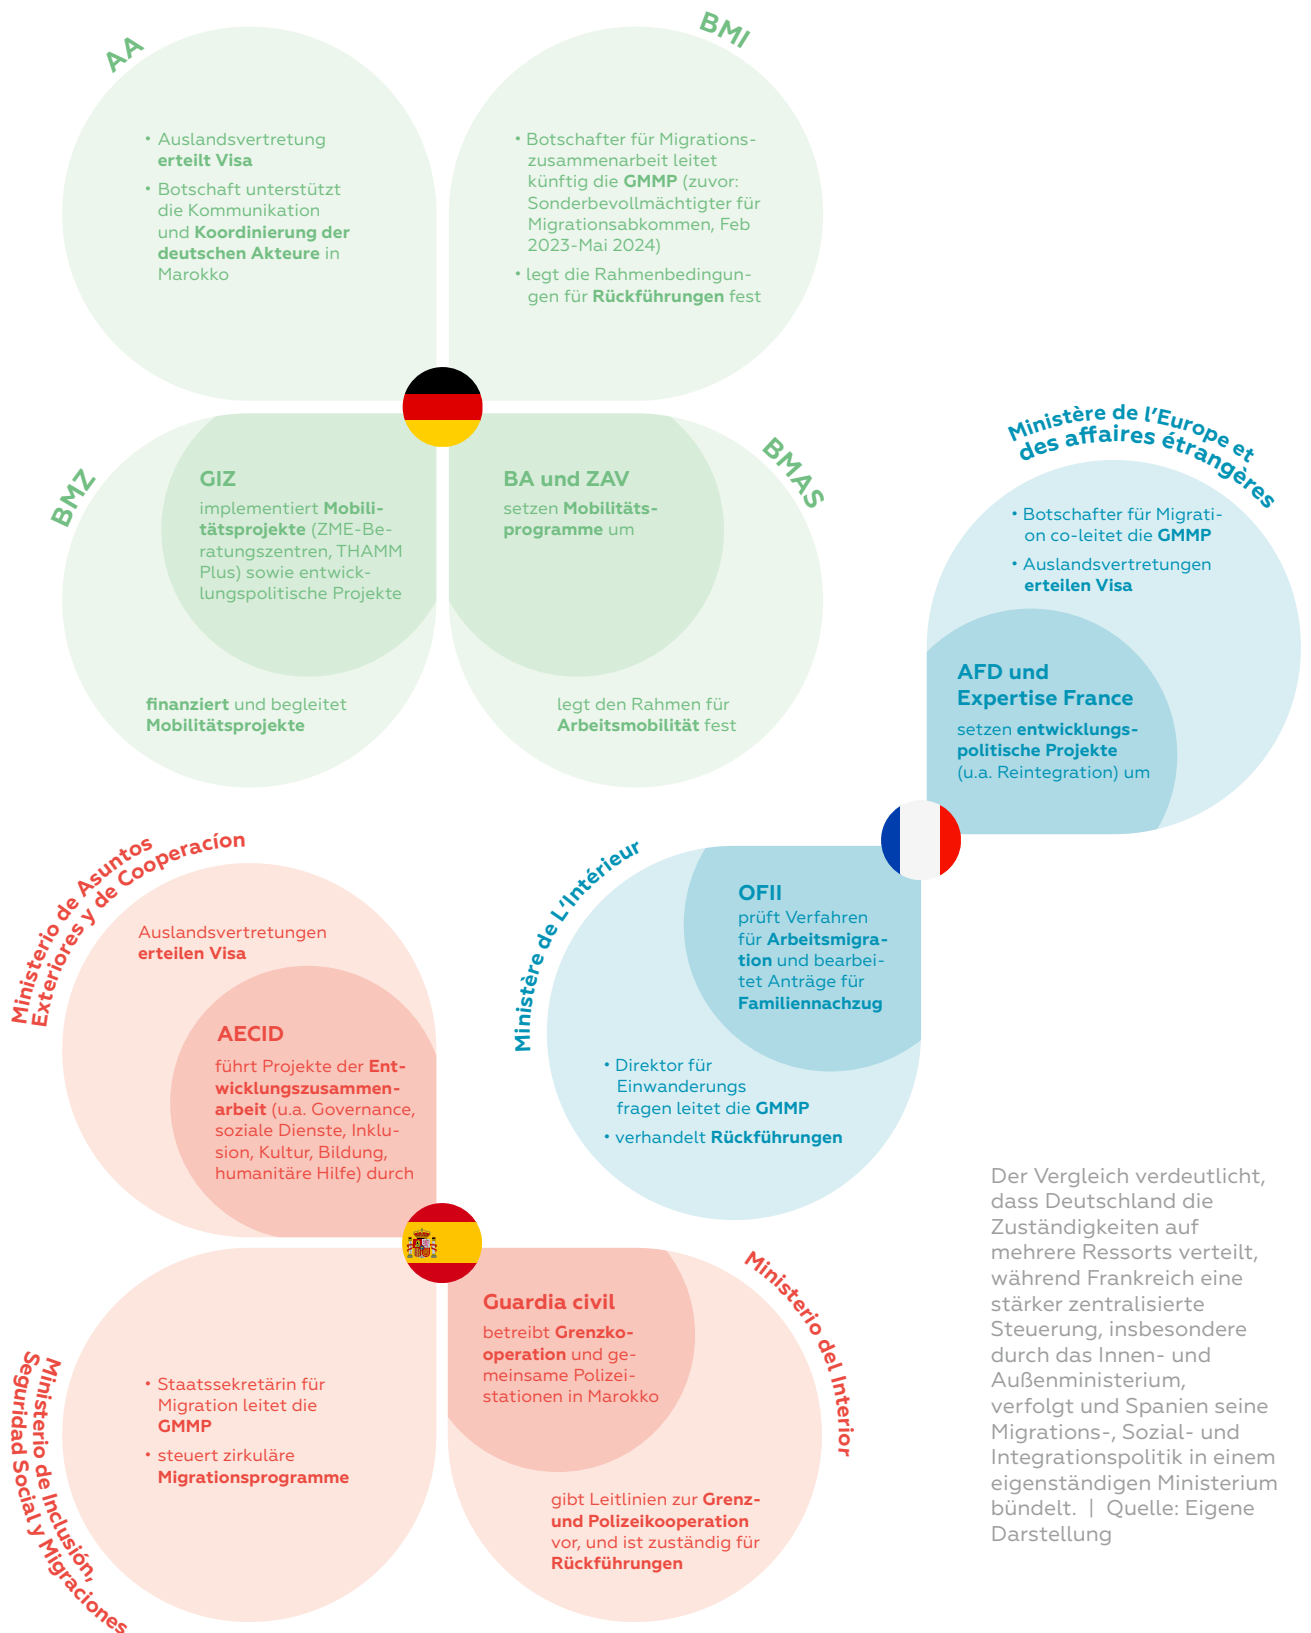 AA
• Auslandsvertretung
erteilt Visa
• Botschaft unterstützt
die Kommunikation
und Koordinierung der
deutschen Akteure in
Marokko
BMI
• Botschafter für Migrations-
zusammenarbeit leitet
künftig die GMMP (zuvor:
Sonderbevollmächtigter für
Migrationsabkommen, Feb
2023-Mai 2024)
• legt die Rahmenbedingun-
gen für Rückführungen fest
BMZ
GIZ
implementiert Mobili-
tätsprojekte (ZME-Be-
ratungszentren, THAMM
Plus) sowie entwick-
lungspolitische Projekte
finanziert und begleitet
Mobilitätsprojekte
BMAS
BA und ZAV
setzen Mobilitäts-
programme um
legt den Rahmen für
Arbeitsmobilität fest
Ministère de l’Europe et
des affaires étrangères
• Botschafter für Migrati-
on co-leitet die GMMP
• Auslandsvertretungen
erteilen Visa
AFD und
Expertise France
setzen entwicklungs-
politische Projekte
(u.a. Reintegration) um
Ministère de L’Intérieur
OFII
prüft Verfahren
für Arbeitsmigra-
tion und bearbei-
tet Anträge für
Familiennachzug
• Direktor für
Einwanderungs
fragen leitet die GMMP
• verhandelt Rückführungen
Ministerio de Asuntos
Exteriores y de Cooperacíon
Auslandsvertretungen
erteilen Visa
AECID
führt Projekte der Ent-
wicklungszusammen-
arbeit (u.a. Governance,
soziale Dienste, Inklu-
sion, Kultur, Bildung,
humanitäre Hilfe) durch
Ministerio de Inclusión,
Seguridad Social y Migraciones
• Staatssekretärin für
Migration leitet die
GMMP
• steuert zirkuläre
Migrationsprogramme
Ministerio del Interior
Guardia civil
betreibt Grenzko-
operation und ge-
meinsame Polizei-
stationen in Marokko
gibt Leitlinien zur Grenz-
und Polizeikooperation
vor, und ist zuständig für
Rückführungen
Der Vergleich verdeutlicht,
dass Deutschland die
Zuständigkeiten auf
mehrere Ressorts verteilt,
während Frankreich eine
stärker zentralisierte
Steuerung, insbesondere
durch das Innen- und
Außenministerium,
verfolgt und Spanien seine
Migrations-, Sozial- und
Integrationspolitik in einem
eigenständigen Ministerium
bündelt. | Quelle: Eigene
Darstellung